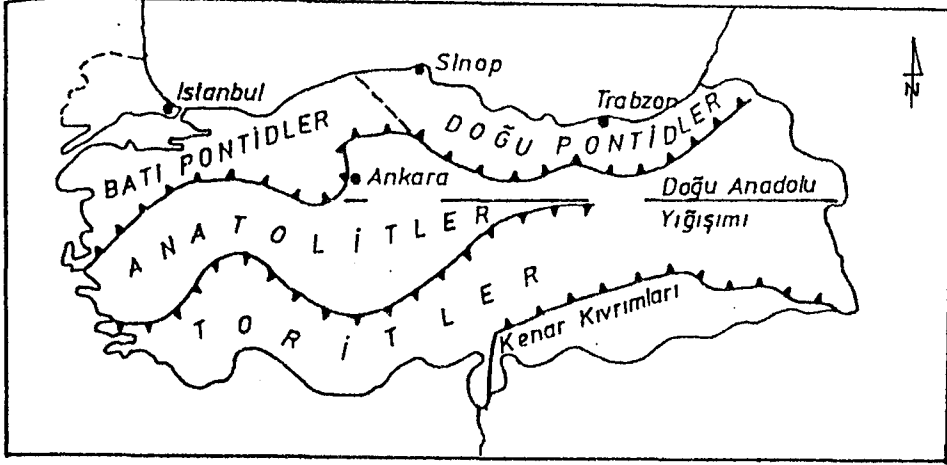 Sinop
İstanbul
Trabzon
N
BATI PONTİDLER
DOĞU PONTİDLER
Ankara
Doğu Anadolu
Yığışımı
ANATOLİTLER
TORİTLER
Kenar Kıvrımları